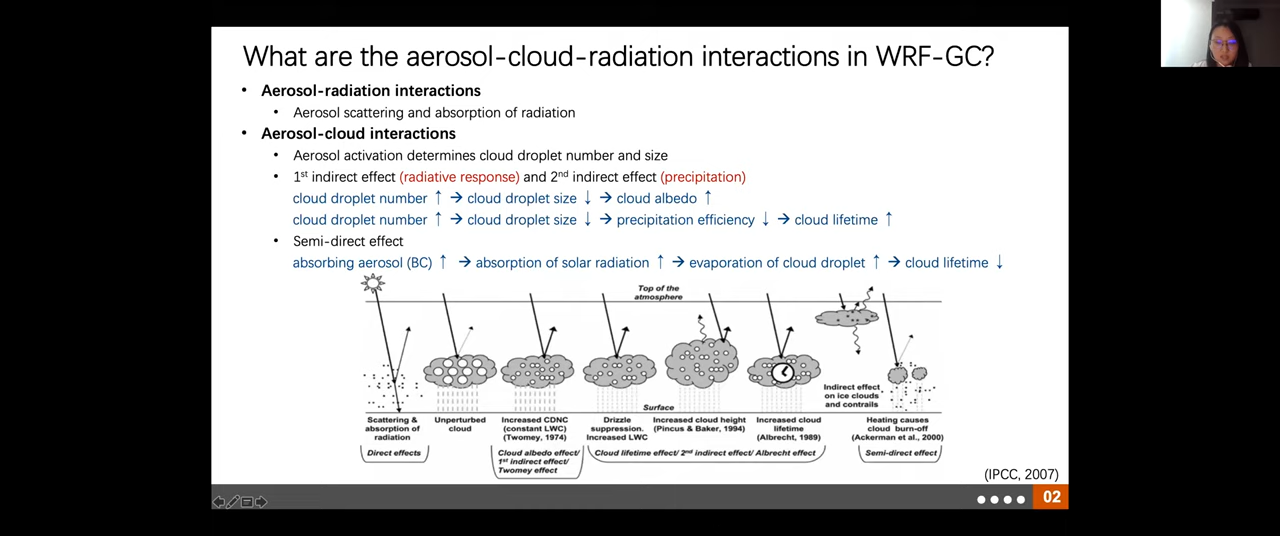 What are the aerosol-cloud-radiation interactions in WRF-GC?
• Aerosol-radiation interactions
• Aerosol scattering and absorption of radiation
• Aerosol-cloud interactions
• Aerosol activation determines cloud droplet number and size
• 1st indirect effect (radiative response) and 2nd indirect effect (precipitation)
cloud droplet number ↑ → cloud droplet size ↓ → cloud albedo ↑
cloud droplet number ↑ → cloud droplet size ↓ → precipitation efficiency ↓ → cloud lifetime ↑
• Semi-direct effect
absorbing aerosol (BC) ↑ → absorption of solar radiation ↑ → evaporation of cloud droplet ↑ → cloud lifetime ↓
Top of the
atmosphere
Surface
Scattering &
absorption of
radiation
Unperturbed
cloud
Increased CDNC
(constant LWC)
(Twomey, 1974)
Drizzle
suppression.
Increased LWC
Increased cloud height
(Pincus & Baker, 1994)
Increased cloud
lifetime
(Albrecht, 1989)
Indirect effect
on ice clouds
and contrails
Heating causes
cloud burn-off
(Ackerman et al., 2000)
Direct effects
Cloud albedo effect/
1st indirect effect/
Twomey effect
Cloud lifetime effect/ 2nd indirect effect/ Albrecht effect
Semi-direct effect
(IPCC, 2007)
02